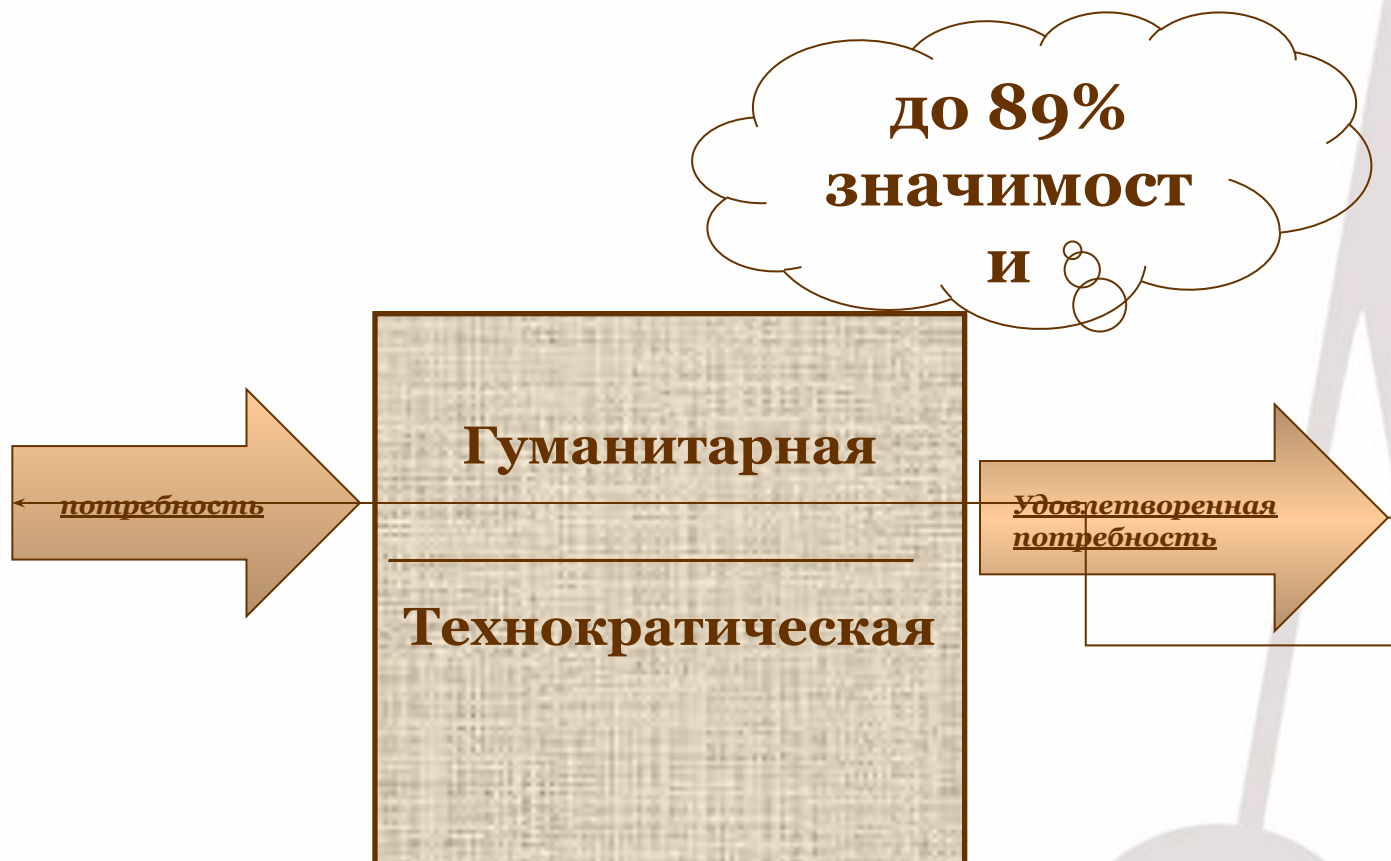 до 89%
значимост
и
Гуманитарная
потребность
Удовлетворенная
потребность
Технократическая